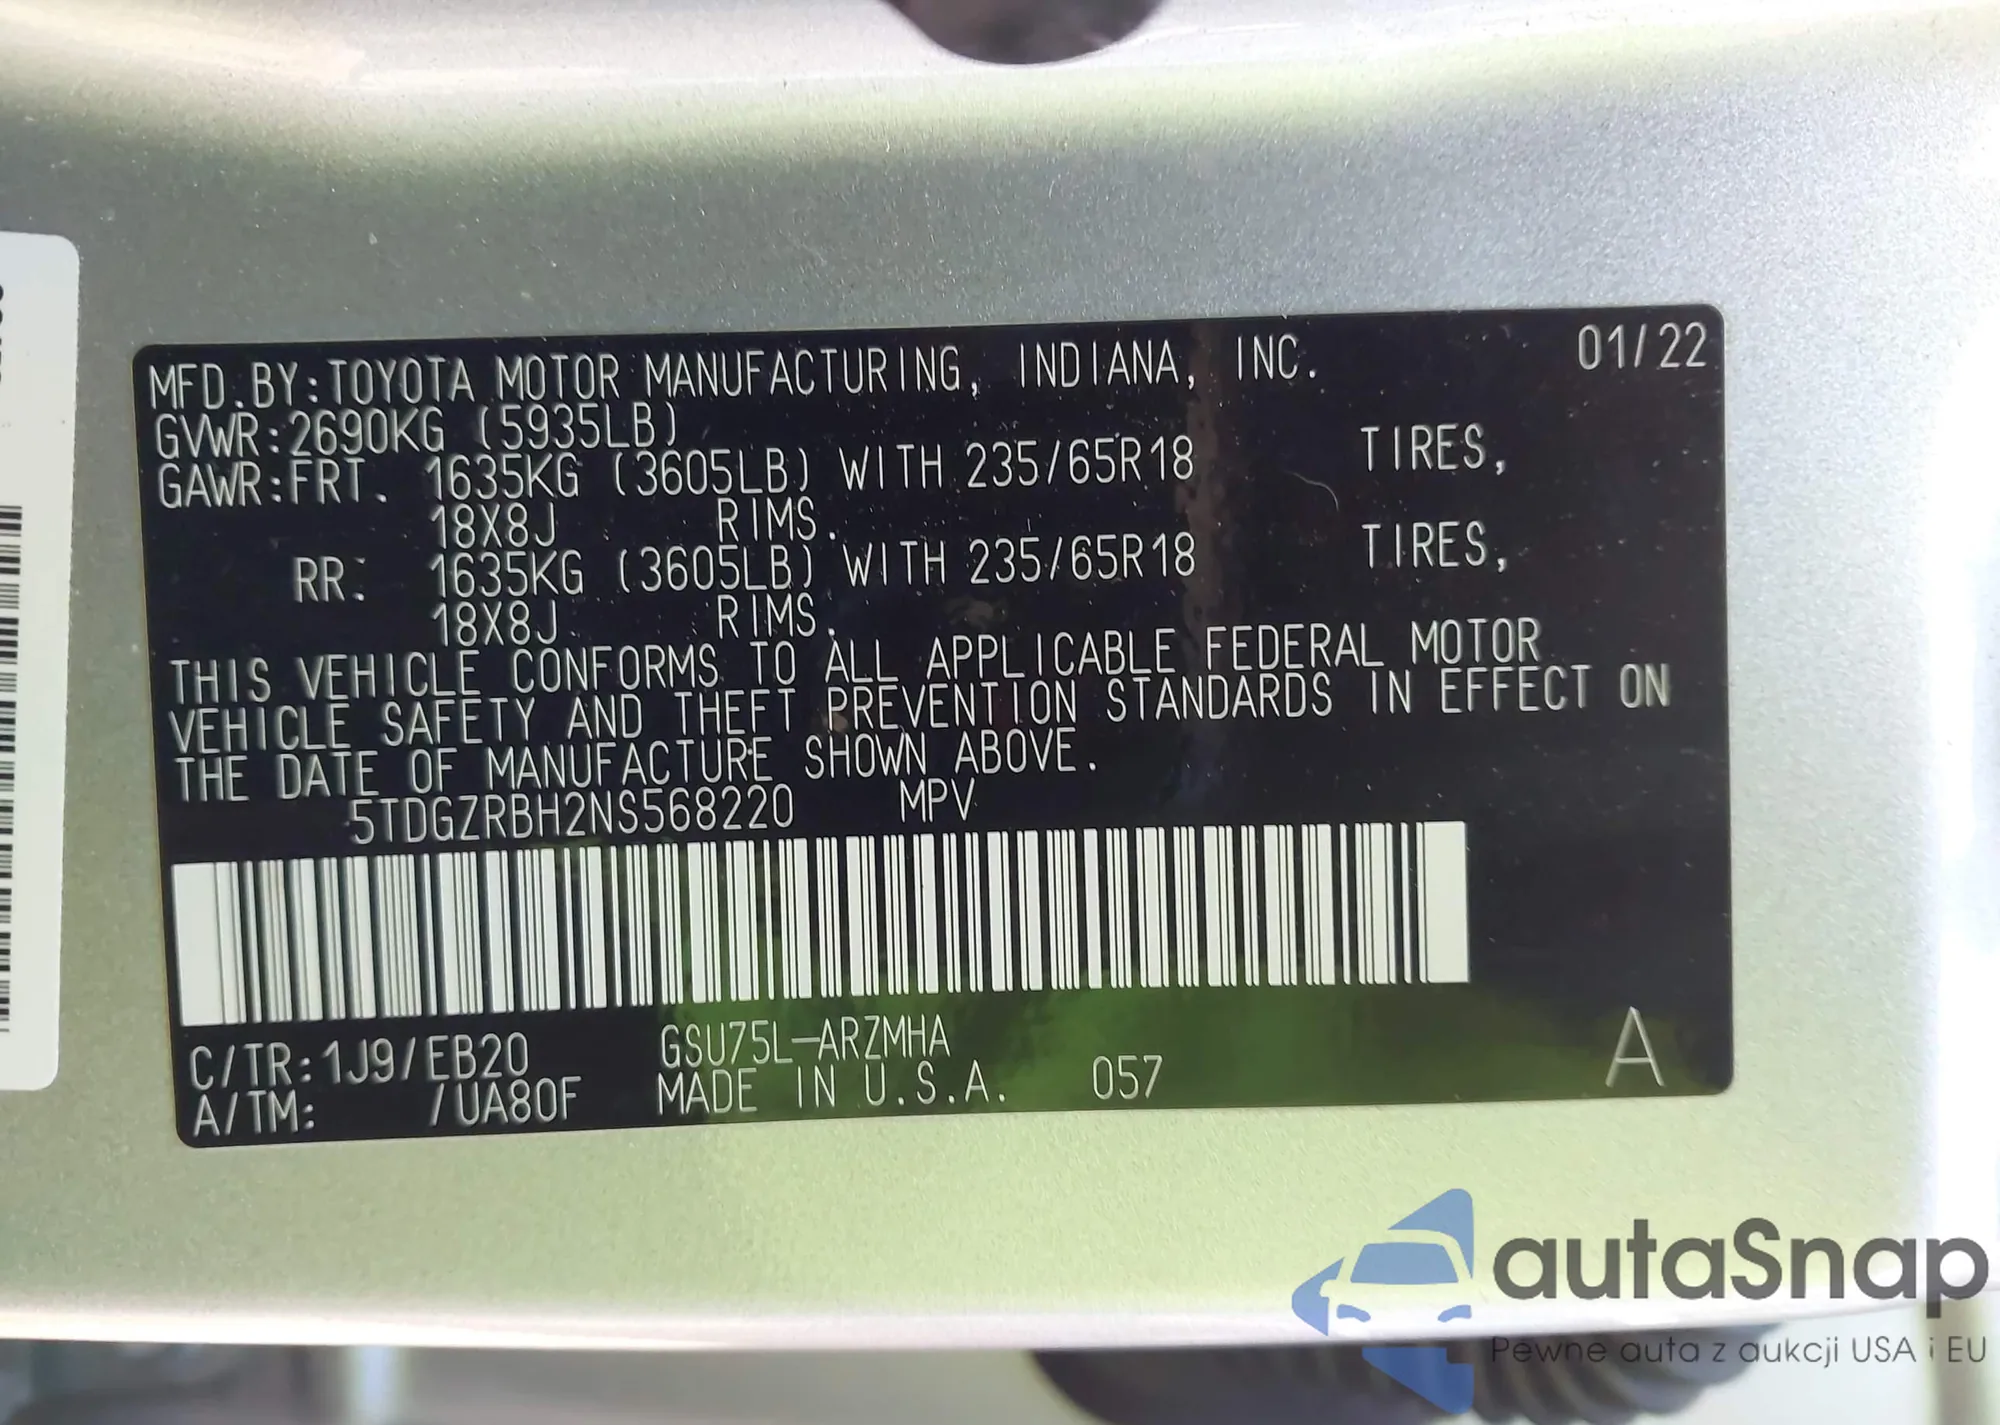 MFD.BY:TOYOTA MOTOR MANUFACTURING, INDIANA, INC. 01/22
GVWR:2690KG (5935LB)
GAWR:FRT. 1635KG (3605LB) WITH 235/65R18 TIRES,
18X8J RIMS.
RR: 1635KG (3605LB) WITH 235/65R18 TIRES,
18X8J RIMS.
THIS VEHICLE CONFORMS TO ALL APPLICABLE FEDERAL MOTOR
VEHICLE SAFETY AND THEFT PREVENTION STANDARDS IN EFFECT ON
THE DATE OF MANUFACTURE SHOWN ABOVE.
5TDGZRBH2NS568220 MPV
C/TR:1J9/EB20 GSU75L-ARZMHA
A/TM: /UA80F MADE IN U.S.A. 057 A
autaSnap
Pewne auta z aukcji USA i EU